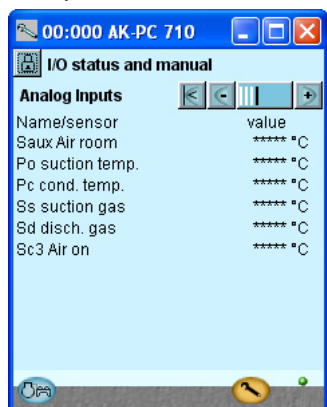 00:000 AK-PC 710
I/O status and manual
Analog Inputs
Name/sensor value
Saux Air room ***** °C
Po suction temp. ***** °C
Pc cond. temp. ***** °C
Ss suction gas ***** °C
Sd disch. gas ***** °C
Sc3 Air on ***** °C